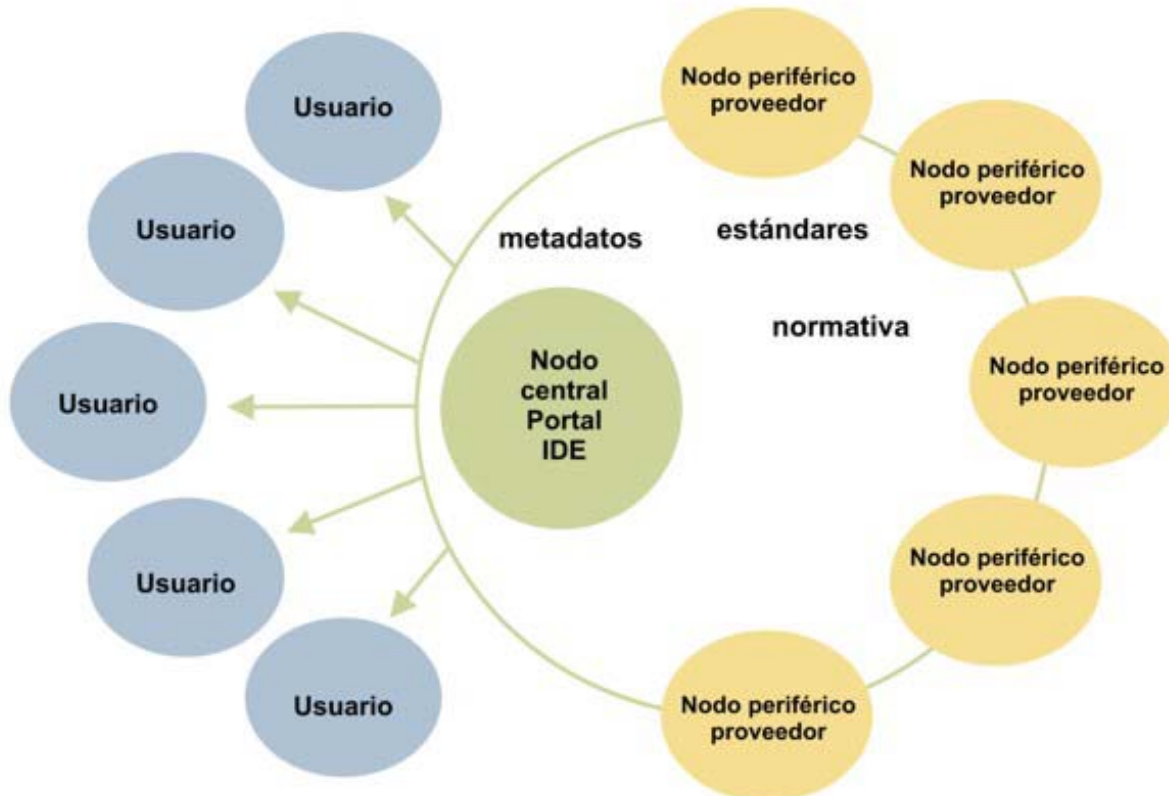 Usuario
Usuario
Usuario
Usuario
Usuario
metadatos
estándares
normativa
Nodo
central
Portal
IDE
Nodo periférico
proveedor
Nodo periférico
proveedor
Nodo periférico
proveedor
Nodo periférico
proveedor
Nodo periférico
proveedor